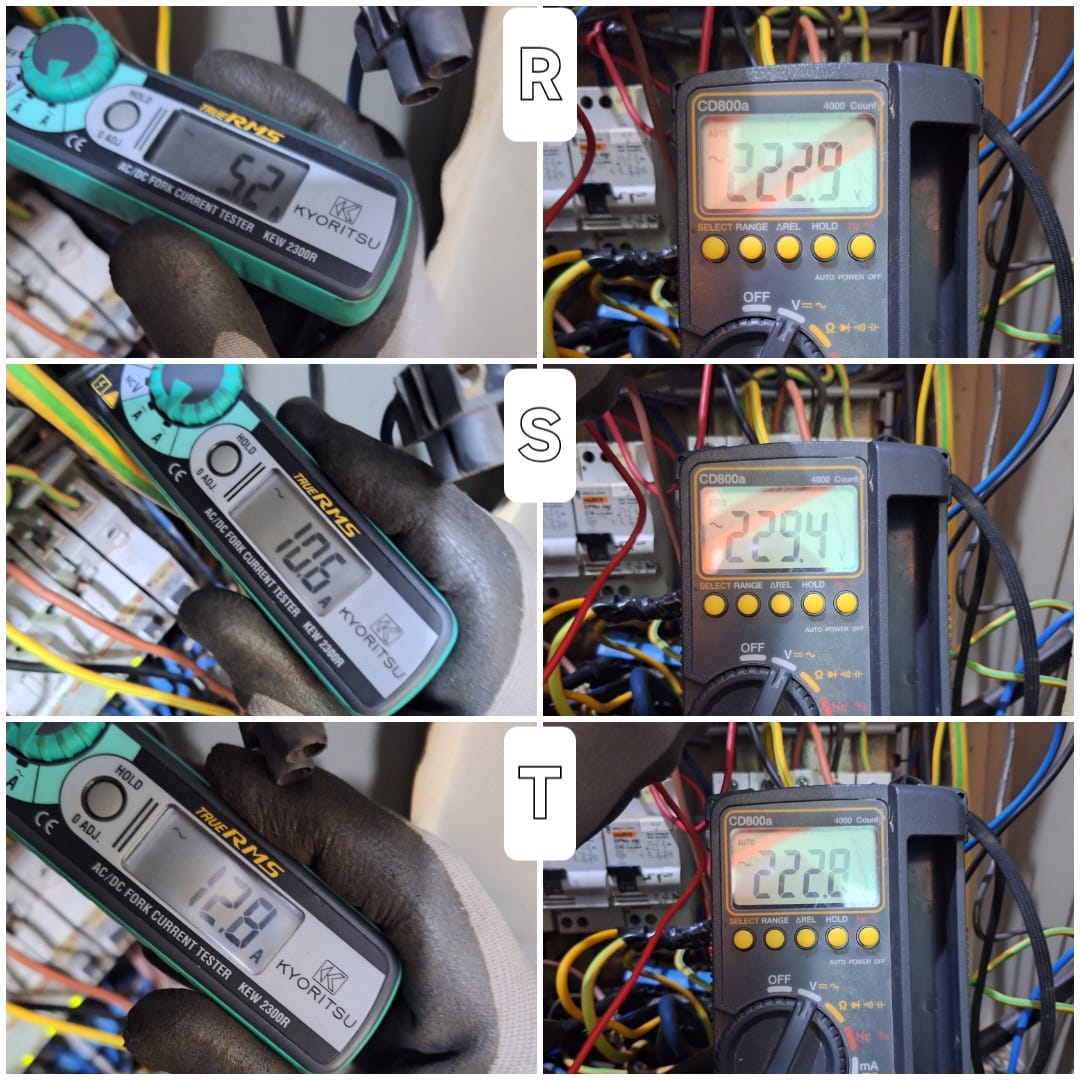 R
HOLD
0 ADJ.
CE
TRUE RMS
~
5.2
A
AC/DC FORK CURRENT TESTER KEW 2300R
KYORITSU
CD800a 4000 Count
AUTO
~ 222.9 V
SELECT RANGE ΔREL HOLD
AUTO POWER OFF
OFF V
Ω
S
NCV
~
A
A
HOLD
0 ADJ.
CE
TRUE RMS
~
10.6
A
AC/DC FORK CURRENT TESTER KEW 2300R
KYORITSU
CD800a 4000 Count
AUTO
~ 229.4
SELECT RANGE ΔREL HOLD
AUTO POWER OFF
OFF V
Ω
T
~
A
HOLD
0 ADJ.
CE
TRUE RMS
~
12.8
A
AC/DC FORK CURRENT TESTER KEW 2300R
KYORITSU
CD800a 4000 Count
AUTO
~ 222.8
SELECT RANGE ΔREL HOLD
AUTO POWER OFF
OFF V
Ω
mA